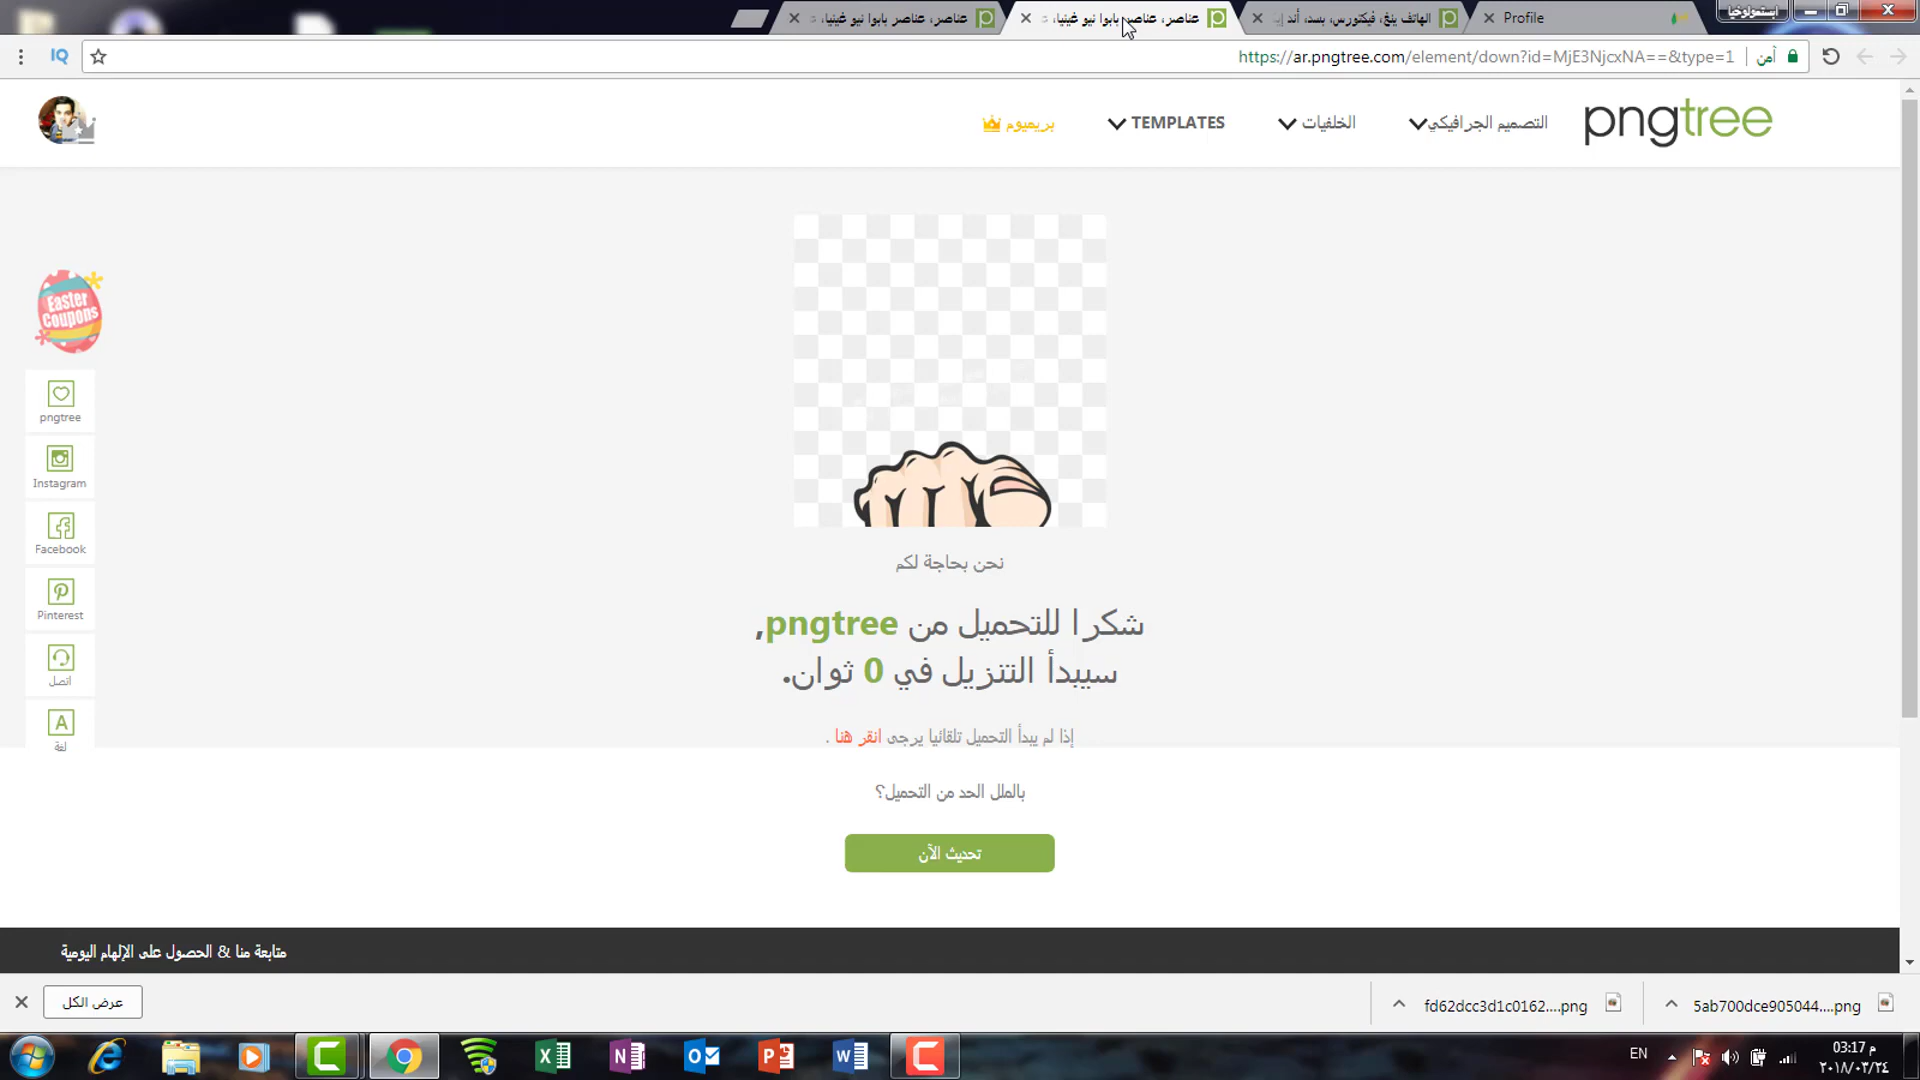 عناصر، عناصر بابوا نيو غينيا،
عناصر، عناصر بابوا نيو غينيا،
الهاتف ينغ، فيكتورس، بسد، أند
Profile
ابستمولوجيا
IQ
https://ar.pngtree.com/element/down?id=MjE3NjcxNA==&type=1
آمن
pngtree
التصميم الجرافيكي
الخلفيات
TEMPLATES
بريميوم
Easter
Coupons
pngtree
Instagram
Facebook
Pinterest
اتصل
A
لغة
نحن بحاجة لكم
شكرا للتحميل من pngtree,
سيبدأ التنزيل في 0 ثوان.
إذا لم يبدأ التحميل تلقائيا يرجى انقر هنا .
بالملل الحد من التحميل؟
تحديث الآن
متابعة منا & الحصول على الإلهام اليومية
عرض الكل
fd62dcc3d1c0162....png
5ab700dce905044....png
EN
03:17 م
٢٠١٨/٠٣/٢٤